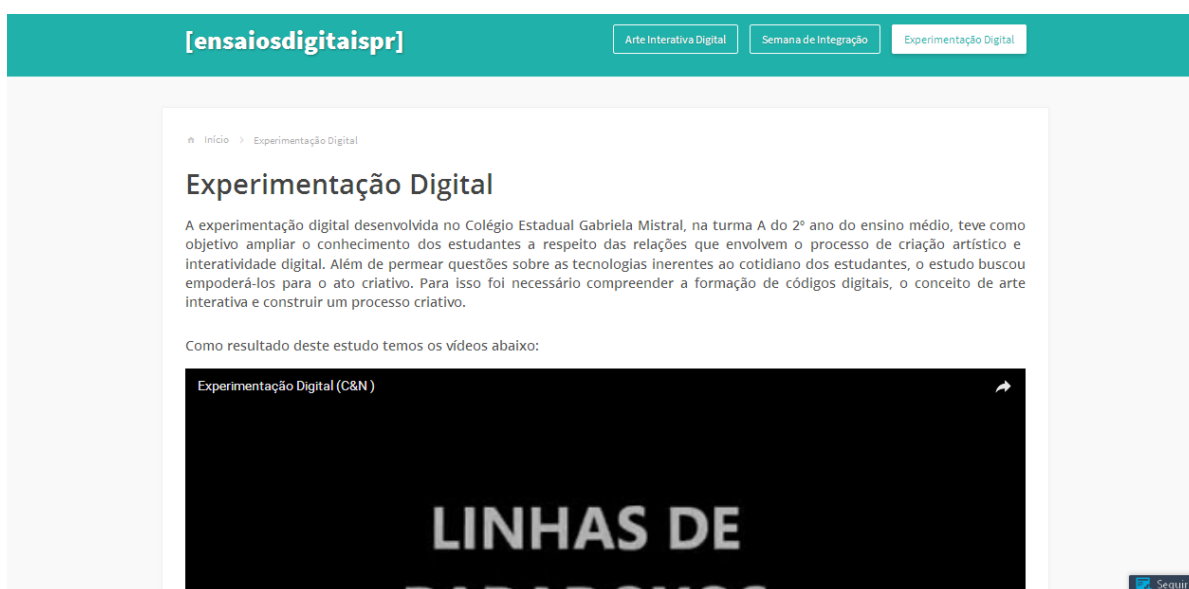 [ensaiosdigitaispr]
Arte Interativa Digital
Semana de Integração
Experimentação Digital
Início > Experimentação Digital
Experimentação Digital
A experimentação digital desenvolvida no Colégio Estadual Gabriela Mistral, na turma A do 2º ano do ensino médio, teve como
objetivo ampliar o conhecimento dos estudantes a respeito das relações que envolvem o processo de criação artístico e
interatividade digital. Além de permear questões sobre as tecnologias inerentes ao cotidiano dos estudantes, o estudo buscou
empoderá-los para o ato criativo. Para isso foi necessário compreender a formação de códigos digitais, o conceito de arte
interativa e construir um processo criativo.
Como resultado deste estudo temos os vídeos abaixo:
Experimentação Digital (C&N )
LINHAS DE
Seguir